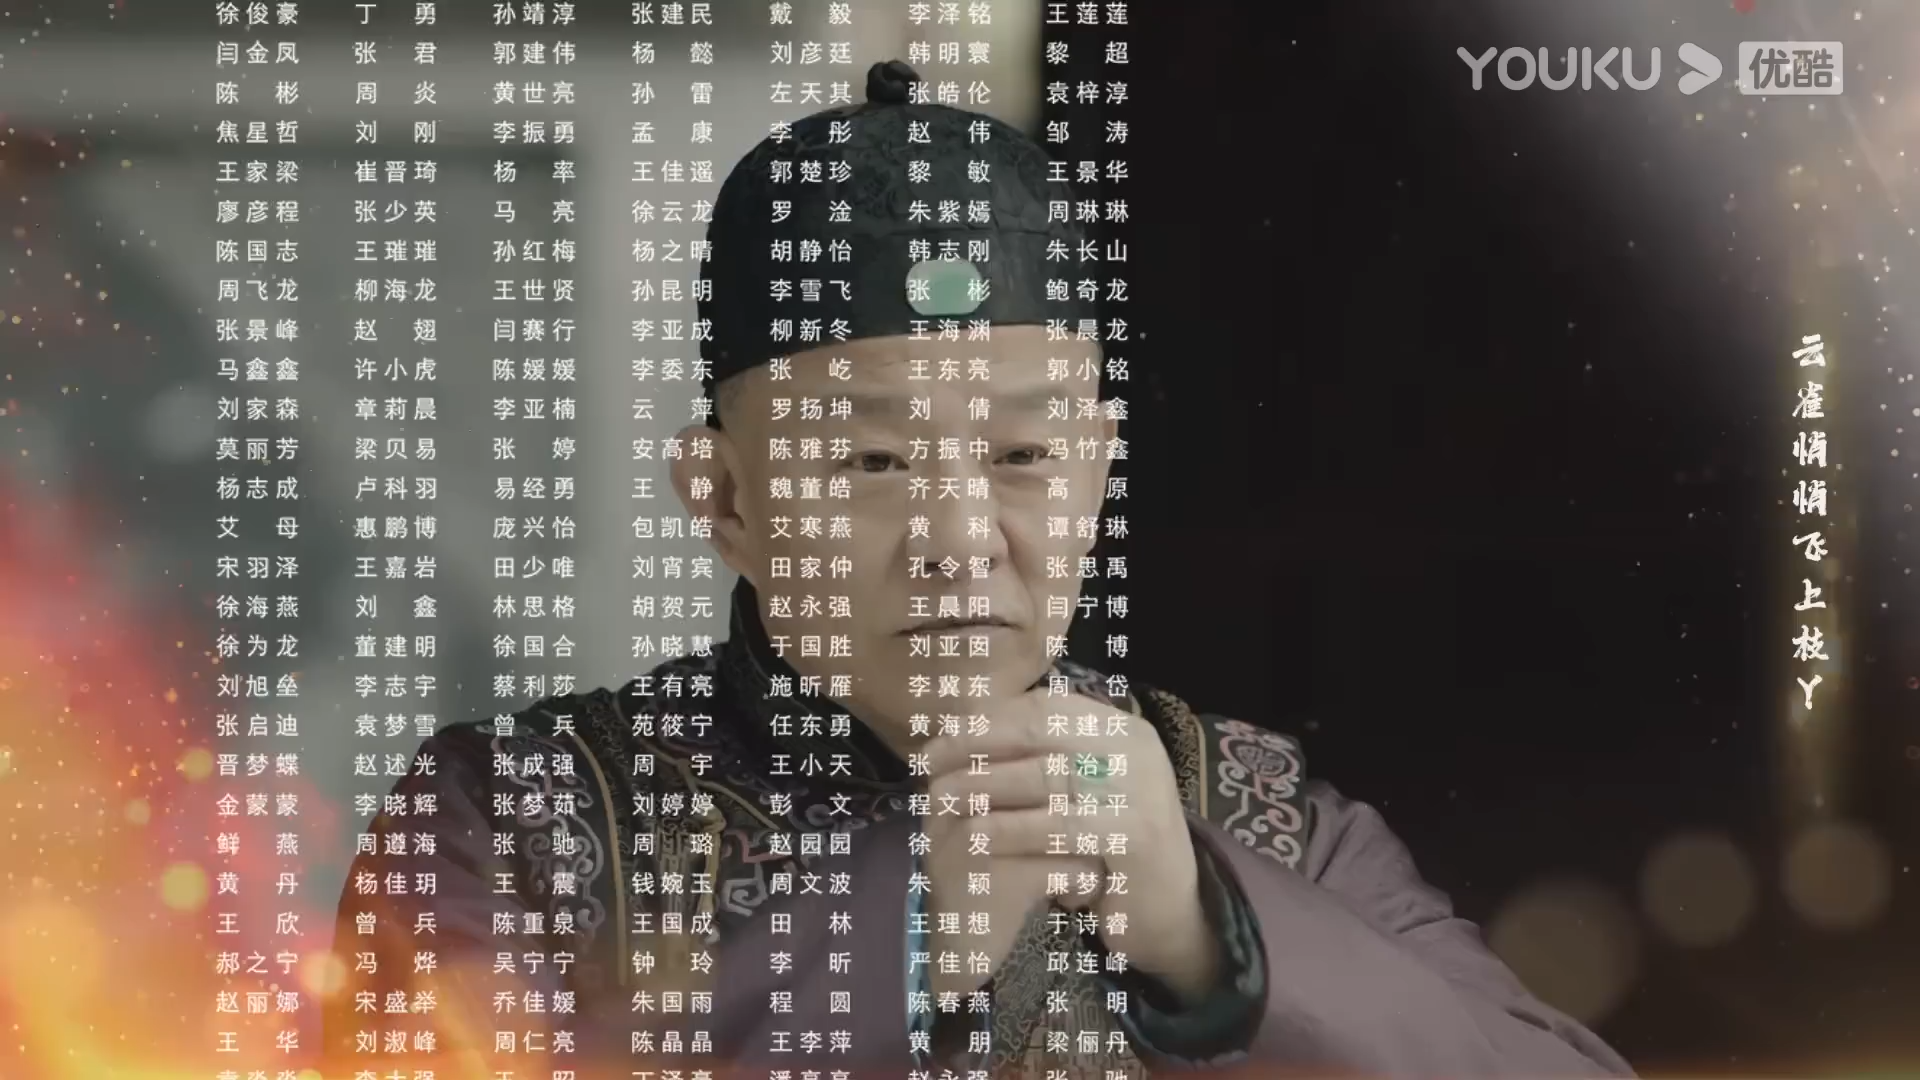 徐俊豪 丁勇 孙靖淳 张建民 戴毅 李泽铭 王莲莲
闫金凤 张君 郭建伟 杨懿 刘彦廷 韩明寰 黎超
YOUKU 优酷
陈彬 周炎 黄世亮 孙雷 左天其 张皓伦 袁梓淳
焦星哲 刘刚 李振勇 孟康 李彤 赵伟 邹涛
王家梁 崔晋琦 杨率 王佳遥 郭楚珍 黎敏 王景华
廖彦程 张少英 马亮 徐云龙 罗淦 朱紫嫣 周琳琳
陈国志 王璀璀 孙红梅 杨之晴 胡静怡 韩志刚 朱长山
周飞龙 柳海龙 王世贤 孙昆明 李雪飞 张彬 鲍奇龙
张景峰 赵翅 闫赛行 李亚成 柳新冬 王海渊 张晨龙
马鑫鑫 许小虎 陈媛媛 李委东 张屹 王东亮 郭小铭
刘家森 章莉晨 李亚楠 云萍 罗扬坤 刘倩 刘泽鑫
莫丽芳 梁贝易 张婷 安高培 陈雅芬 方振中 冯竹鑫
杨志成 卢科羽 易经勇 王静 魏董皓 齐天晴 高原
艾母 惠鹏博 庞兴怡 包凯皓 艾寒燕 黄科 谭舒琳
宋羽泽 王嘉岩 田少唯 刘宵宾 田家仲 孔令智 张思禹
徐海燕 刘鑫 林思格 胡贺元 赵永强 王晨阳 闫宁博
徐为龙 董建明 徐国合 孙晓慧 于国胜 刘亚囡 陈博
刘旭垒 李志宇 蔡利莎 王有亮 施昕雁 李冀东 周岱
张启迪 袁梦雪 曾兵 苑筱宁 任东勇 黄海珍 宋建庆
晋梦蝶 赵述光 张成强 周宇 王小天 张正 姚治勇
金蒙蒙 李晓辉 张梦茹 刘婷婷 彭文 程文博 周治平
鲜燕 周遵海 张驰 周璐 赵园园 徐发 王婉君
黄丹 杨佳玥 王震 钱婉玉 周文波 朱颖 廉梦龙
王欣 曾兵 陈重泉 王国成 田林 王理想 于诗睿
郝之宁 冯烨 吴宁宁 钟玲 李昕 严佳怡 邱连峰
赵丽娜 宋盛举 乔佳媛 朱国雨 程圆 陈春燕 张明
王华 刘淑峰 周仁亮 陈晶晶 王李萍 黄朋 梁俪丹
云雀悄悄飞上枝丫